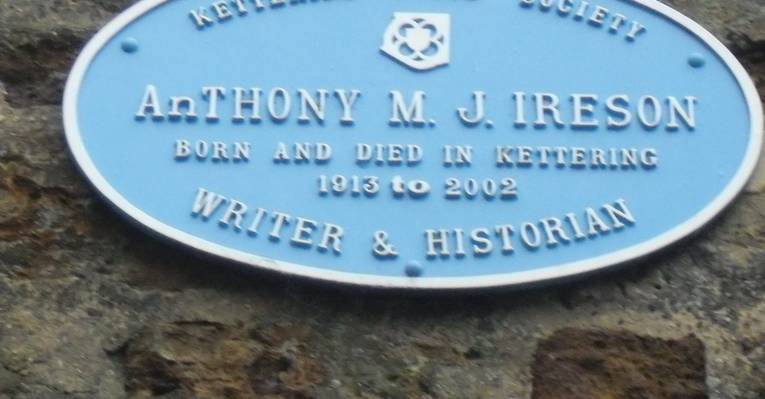 SOCIETY
AnTHONY M. J. IRESON
BORN AND DIED IN KETTERING
1913 to 2002
WRITER & HISTORIAN